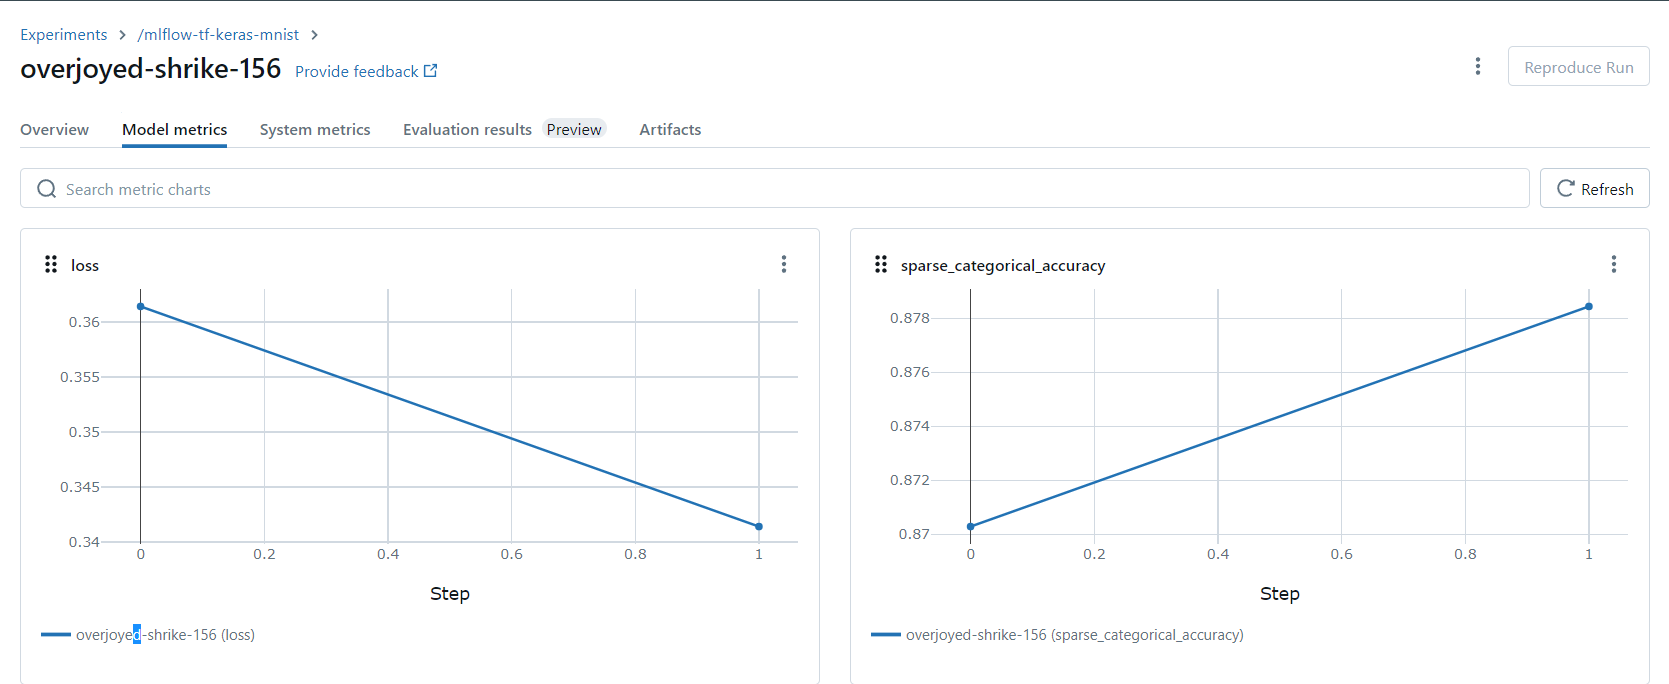 Experiments > /mlflow-tf-keras-mnist >
overjoyed-shrike-156 Provide feedback
Reproduce Run
Overview Model metrics System metrics Evaluation results Preview Artifacts
Search metric charts
Refresh
loss
0.36
0.355
0.35
0.345
0.34
0 0.2 0.4 0.6 0.8 1
Step
overjoyed-shrike-156 (loss)
sparse_categorical_accuracy
0.878
0.876
0.874
0.872
0.87
0 0.2 0.4 0.6 0.8 1
Step
overjoyed-shrike-156 (sparse_categorical_accuracy)